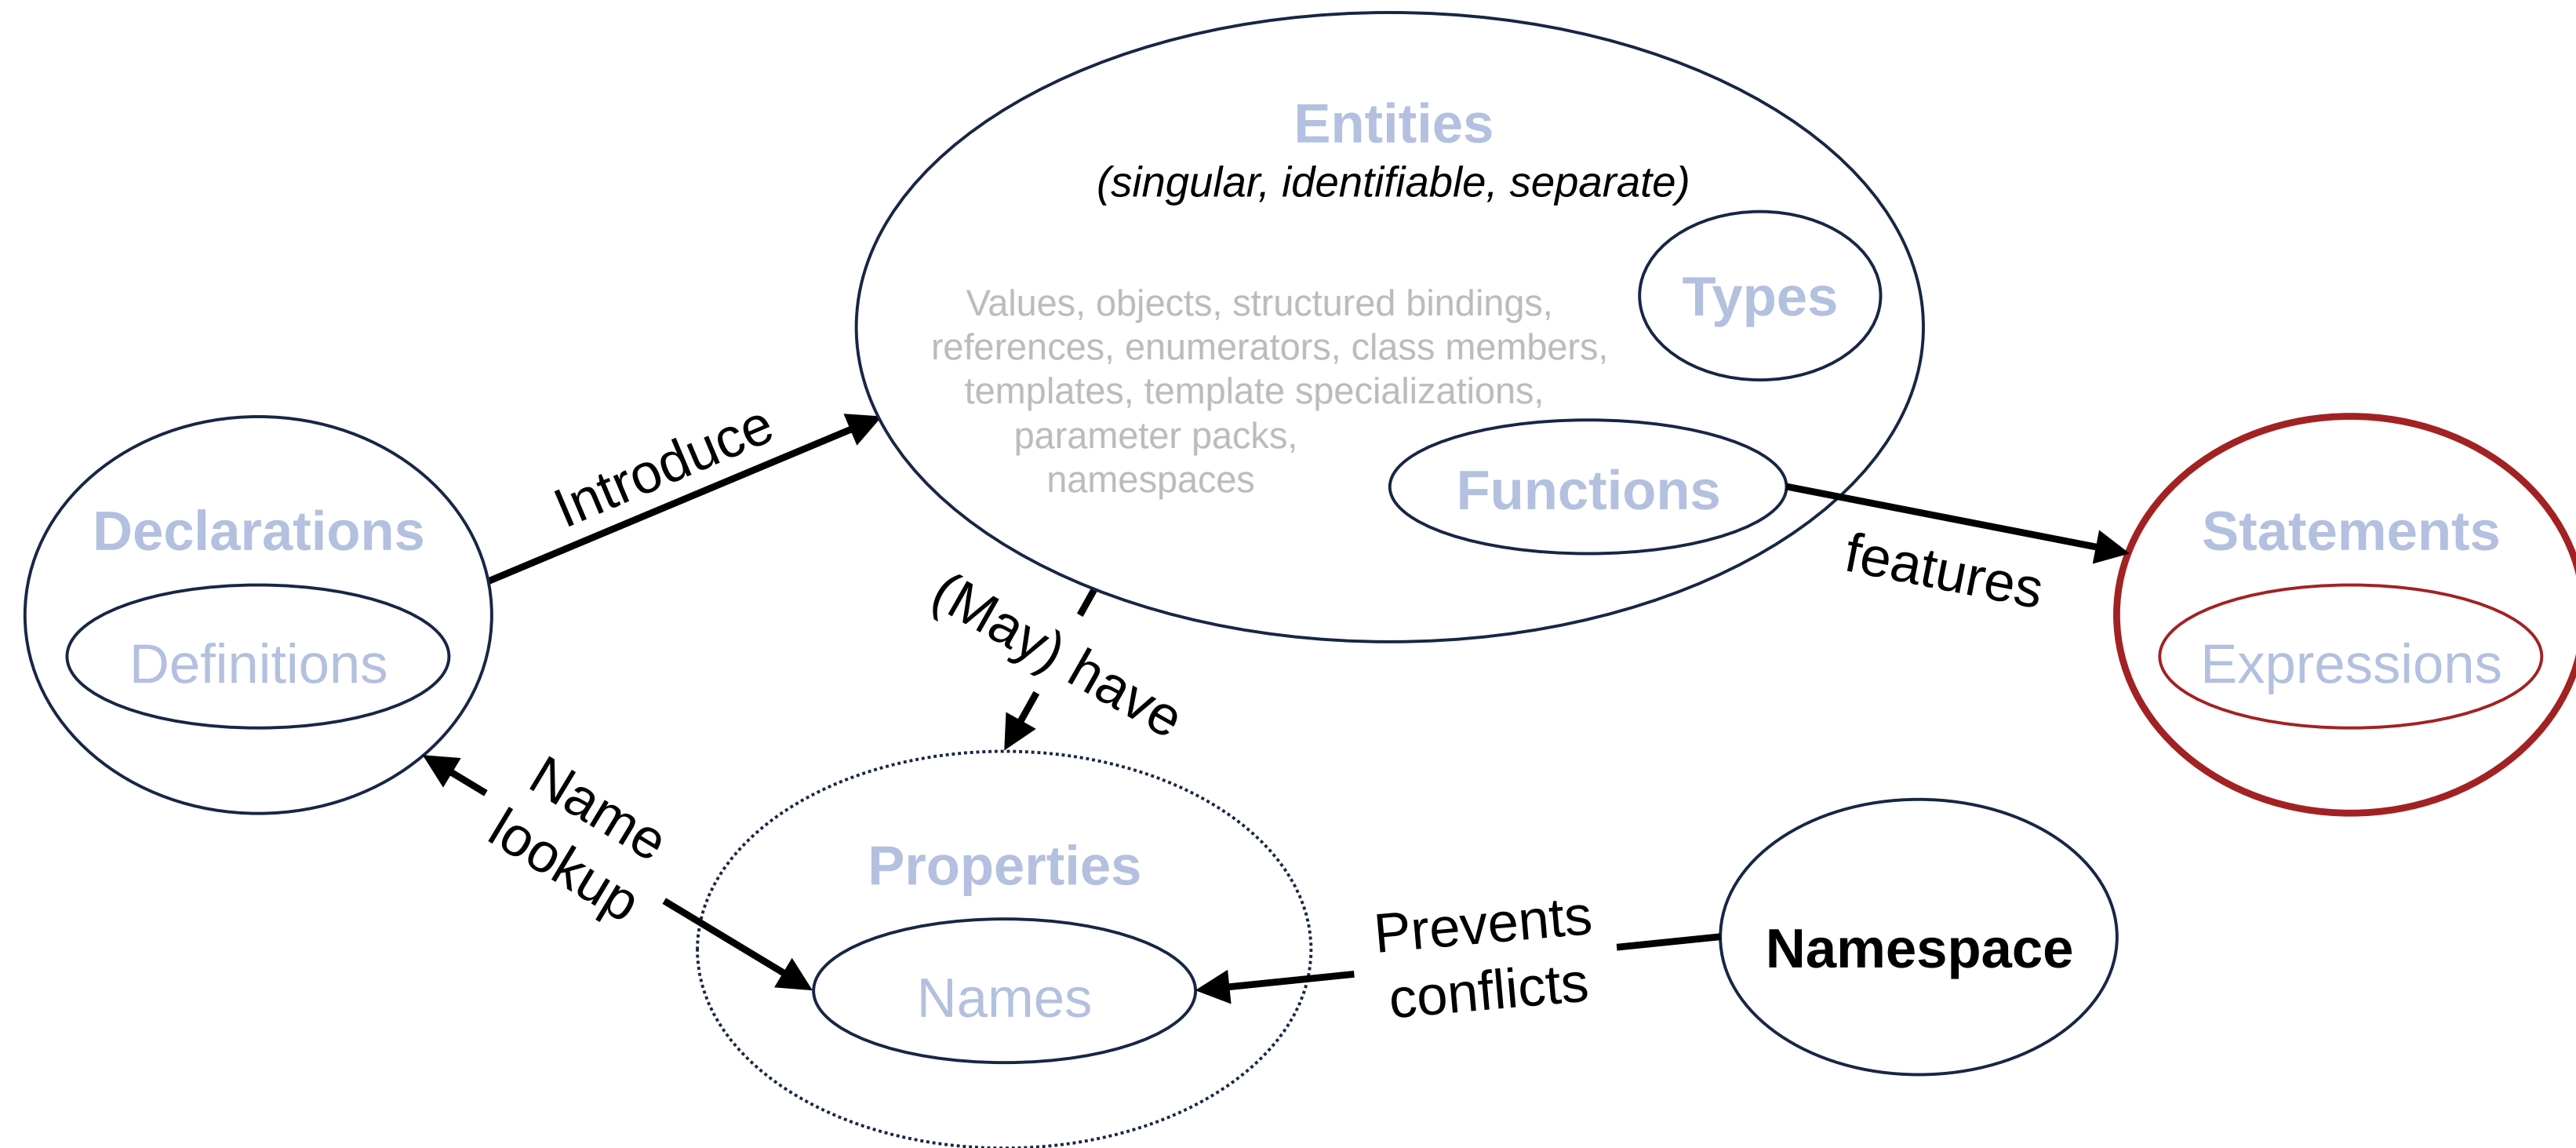 Entities
(singular, identifiable, separate)
Types
Values, objects, structured bindings,
references, enumerators, class members,
templates, template specializations,
parameter packs,
namespaces
Functions
Introduce
Declarations
Definitions
features
Statements
Expressions
(May) have
Name
lookup
Properties
Names
Prevents
conflicts
Namespace